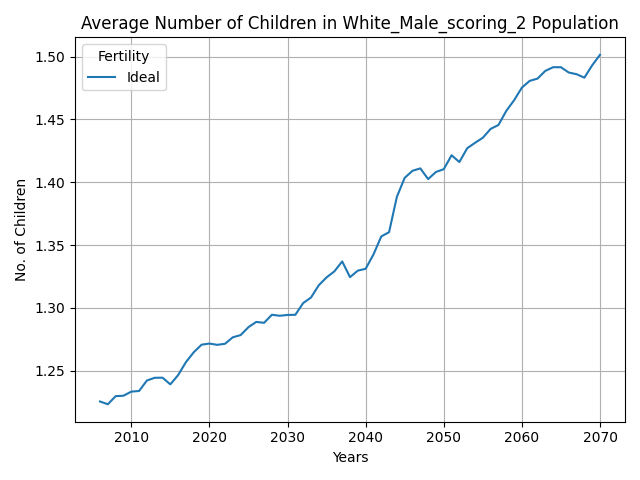 Average Number of Children in White_Male_scoring_2 Population
Fertility
Ideal
No. of Children
1.50
1.45
1.40
1.35
1.30
1.25
2010 2020 2030 2040 2050 2060 2070
Years